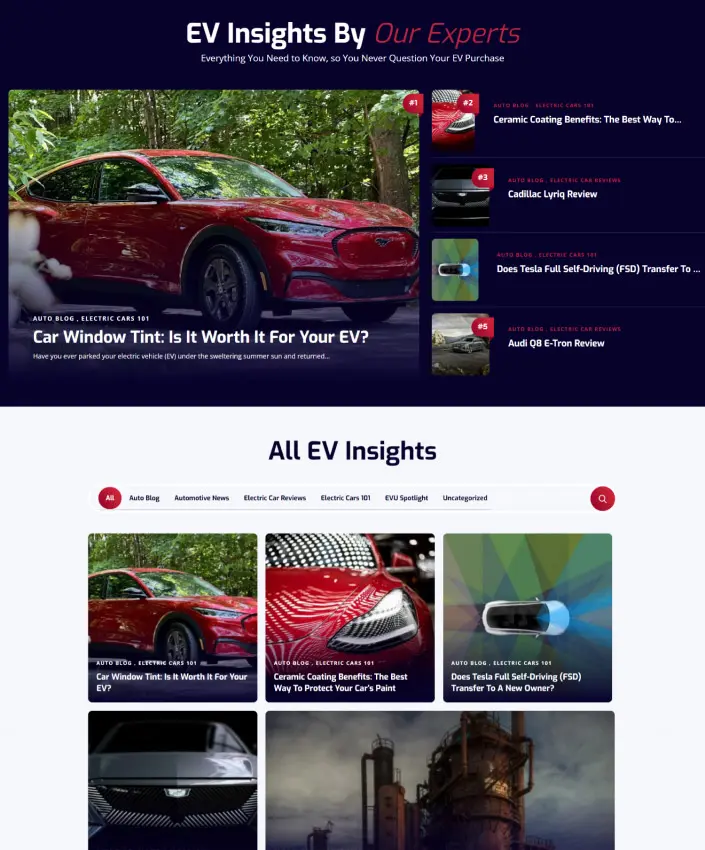 EV Insights By Our Experts
Everything You Need to Know, so You Never Question Your EV Purchase
#1
AUTO BLOG , ELECTRIC CARS 101
Car Window Tint: Is It Worth It For Your EV?
Have you ever parked your electric vehicle (EV) under the sweltering summer sun and returned...
#2
AUTO BLOG , ELECTRIC CARS 101
Ceramic Coating Benefits: The Best Way To...
#3
AUTO BLOG , ELECTRIC CAR REVIEWS
Cadillac Lyriq Review
AUTO BLOG , ELECTRIC CARS 101
Does Tesla Full Self-Driving (FSD) Transfer To ...
#5
AUTO BLOG , ELECTRIC CAR REVIEWS
Audi Q8 E-Tron Review
All EV Insights
All Auto Blog Automotive News Electric Car Reviews Electric Cars 101 EVU Spotlight Uncategorized
AUTO BLOG , ELECTRIC CARS 101
Car Window Tint: Is It Worth It For Your
EV?
AUTO BLOG , ELECTRIC CARS 101
Ceramic Coating Benefits: The Best
Way To Protect Your Car's Paint
AUTO BLOG , ELECTRIC CARS 101
Does Tesla Full Self-Driving (FSD)
Transfer To A New Owner?